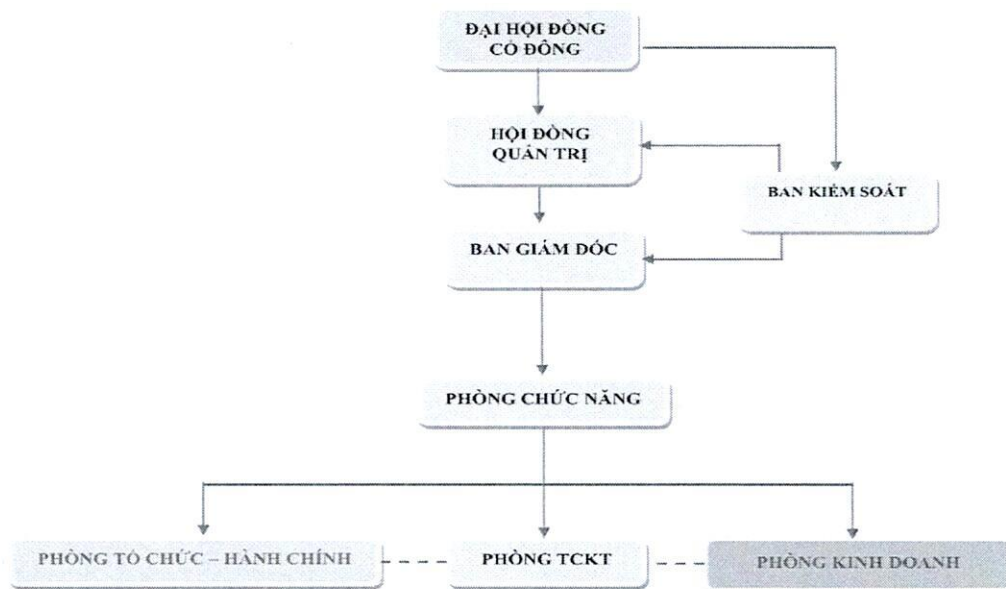 ĐẠI HỘI ĐỒNG
CỔ ĐÔNG
HỘI ĐỒNG
QUẢN TRỊ
BAN KIỂM SOÁT
BAN GIÁM ĐỐC
PHÒNG CHỨC NĂNG
PHÒNG TỔ CHỨC – HÀNH CHÍNH
PHÒNG TCKT
PHÒNG KINH DOANH